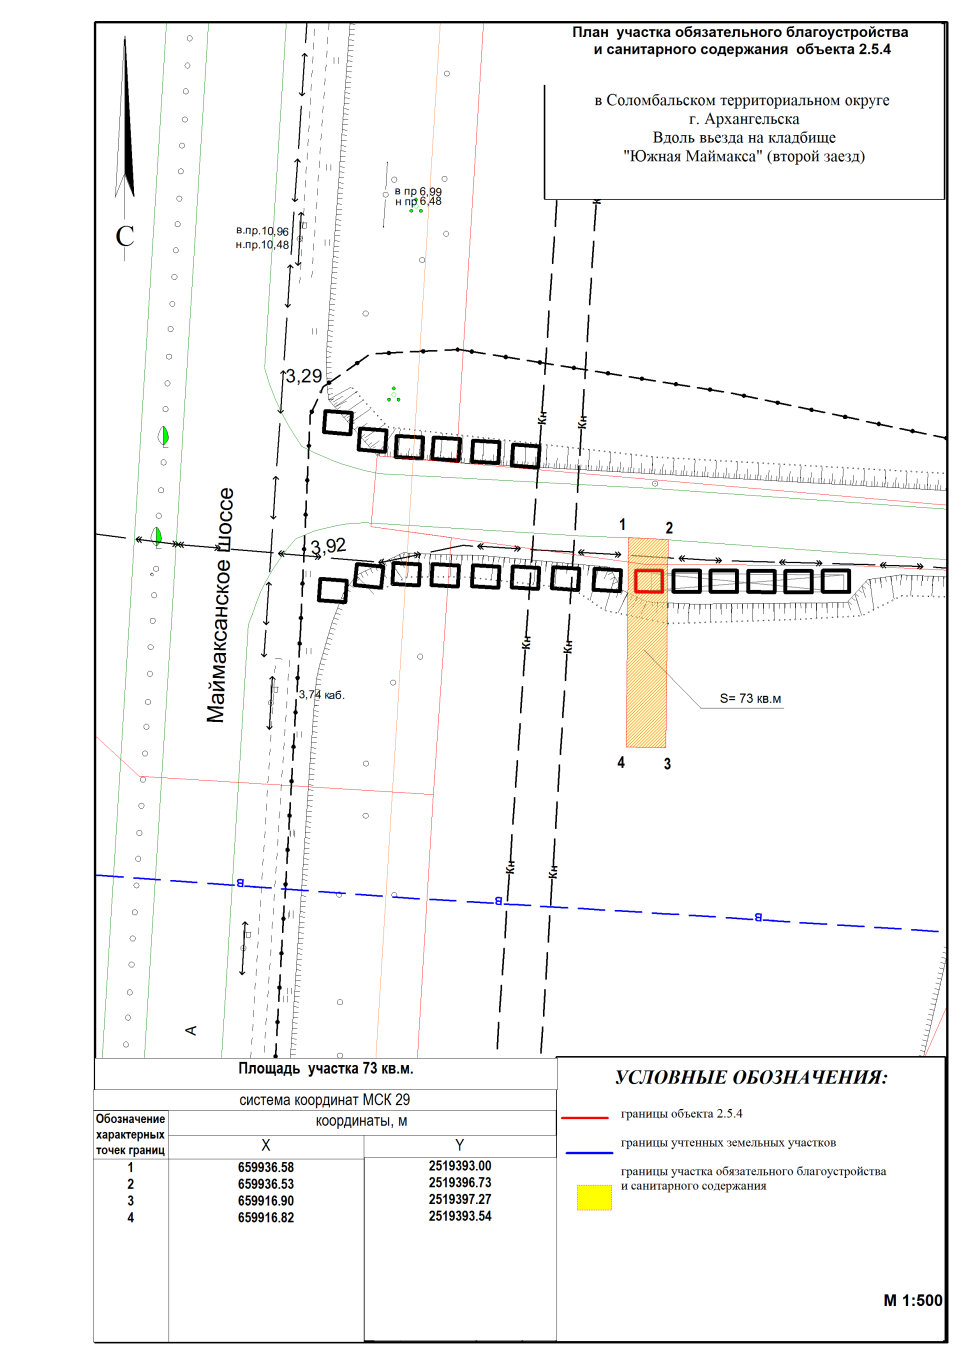 План участка обязательного благоустройства
и санитарного содержания объекта 2.5.4
в Соломбальском территориальном округе
г. Архангельска
Вдоль вьезда на кладбище
"Южная Маймакса" (второй заезд)
С
в пр 6,99
н пр 6,48
в.пр.10,96
н.пр.10,48
3,29
Кн
Кн
Кн
Маймаксанское шоссе
3,92
1
2
Кн
Кн
3,74 каб.
S= 73 кв.м
4
3
Кн
Кн
В
В
В
А
Площадь участка 73 кв.м.
система координат МСК 29
Обозначение
характерных
точек границ
координаты, м
X
Y
1 659936.58 2519393.00
2 659936.53 2519396.73
3 659916.90 2519397.27
4 659916.82 2519393.54
УСЛОВНЫЕ ОБОЗНАЧЕНИЯ:
границы объекта 2.5.4
границы учтенных земельных участков
границы участка обязательного благоустройства
и санитарного содержания
М 1:500